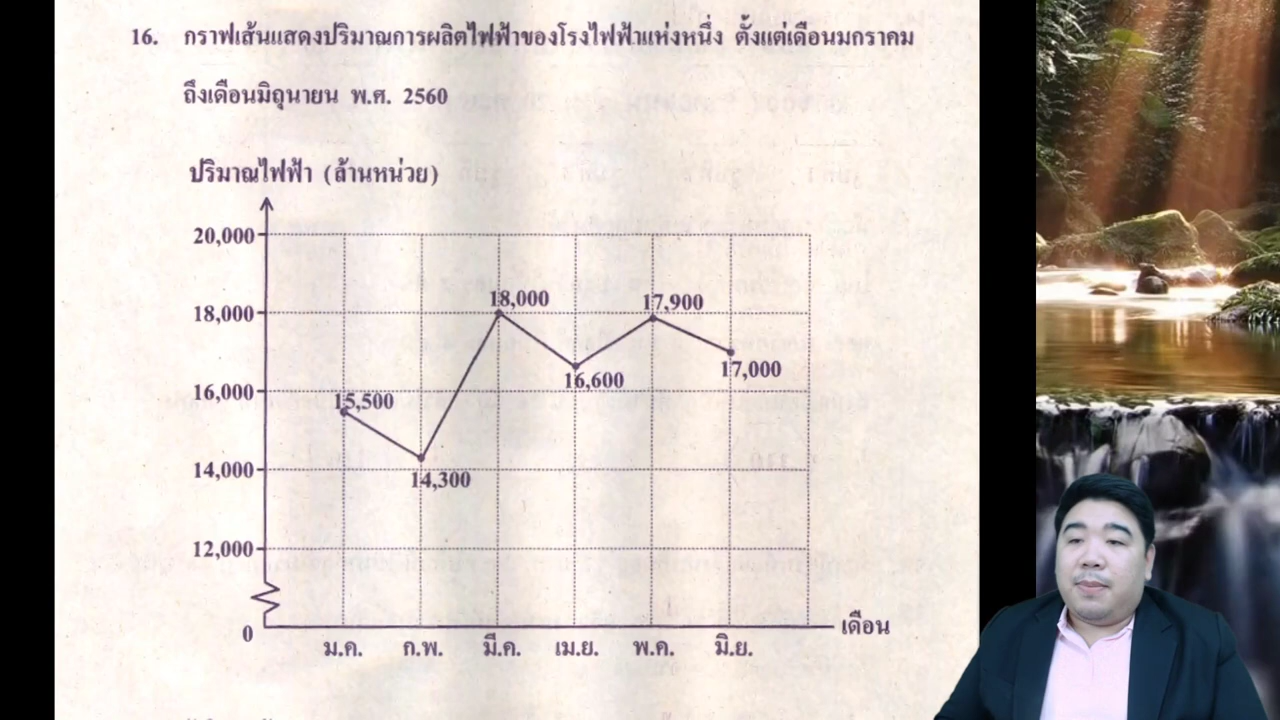 16. กราฟเส้นแสดงปริมาณการผลิตไฟฟ้าของโรงไฟฟ้าแห่งหนึ่ง ตั้งแต่เดือนมกราคม
ถึงเดือนมิถุนายน พ.ศ. 2560
ปริมาณไฟฟ้า (ล้านหน่วย)
20,000
18,000
16,000
14,000
12,000
0
15,500
14,300
18,000
16,600
17,900
17,000
ม.ค. ก.พ. มี.ค. เม.ย. พ.ค. มิ.ย.
เดือน